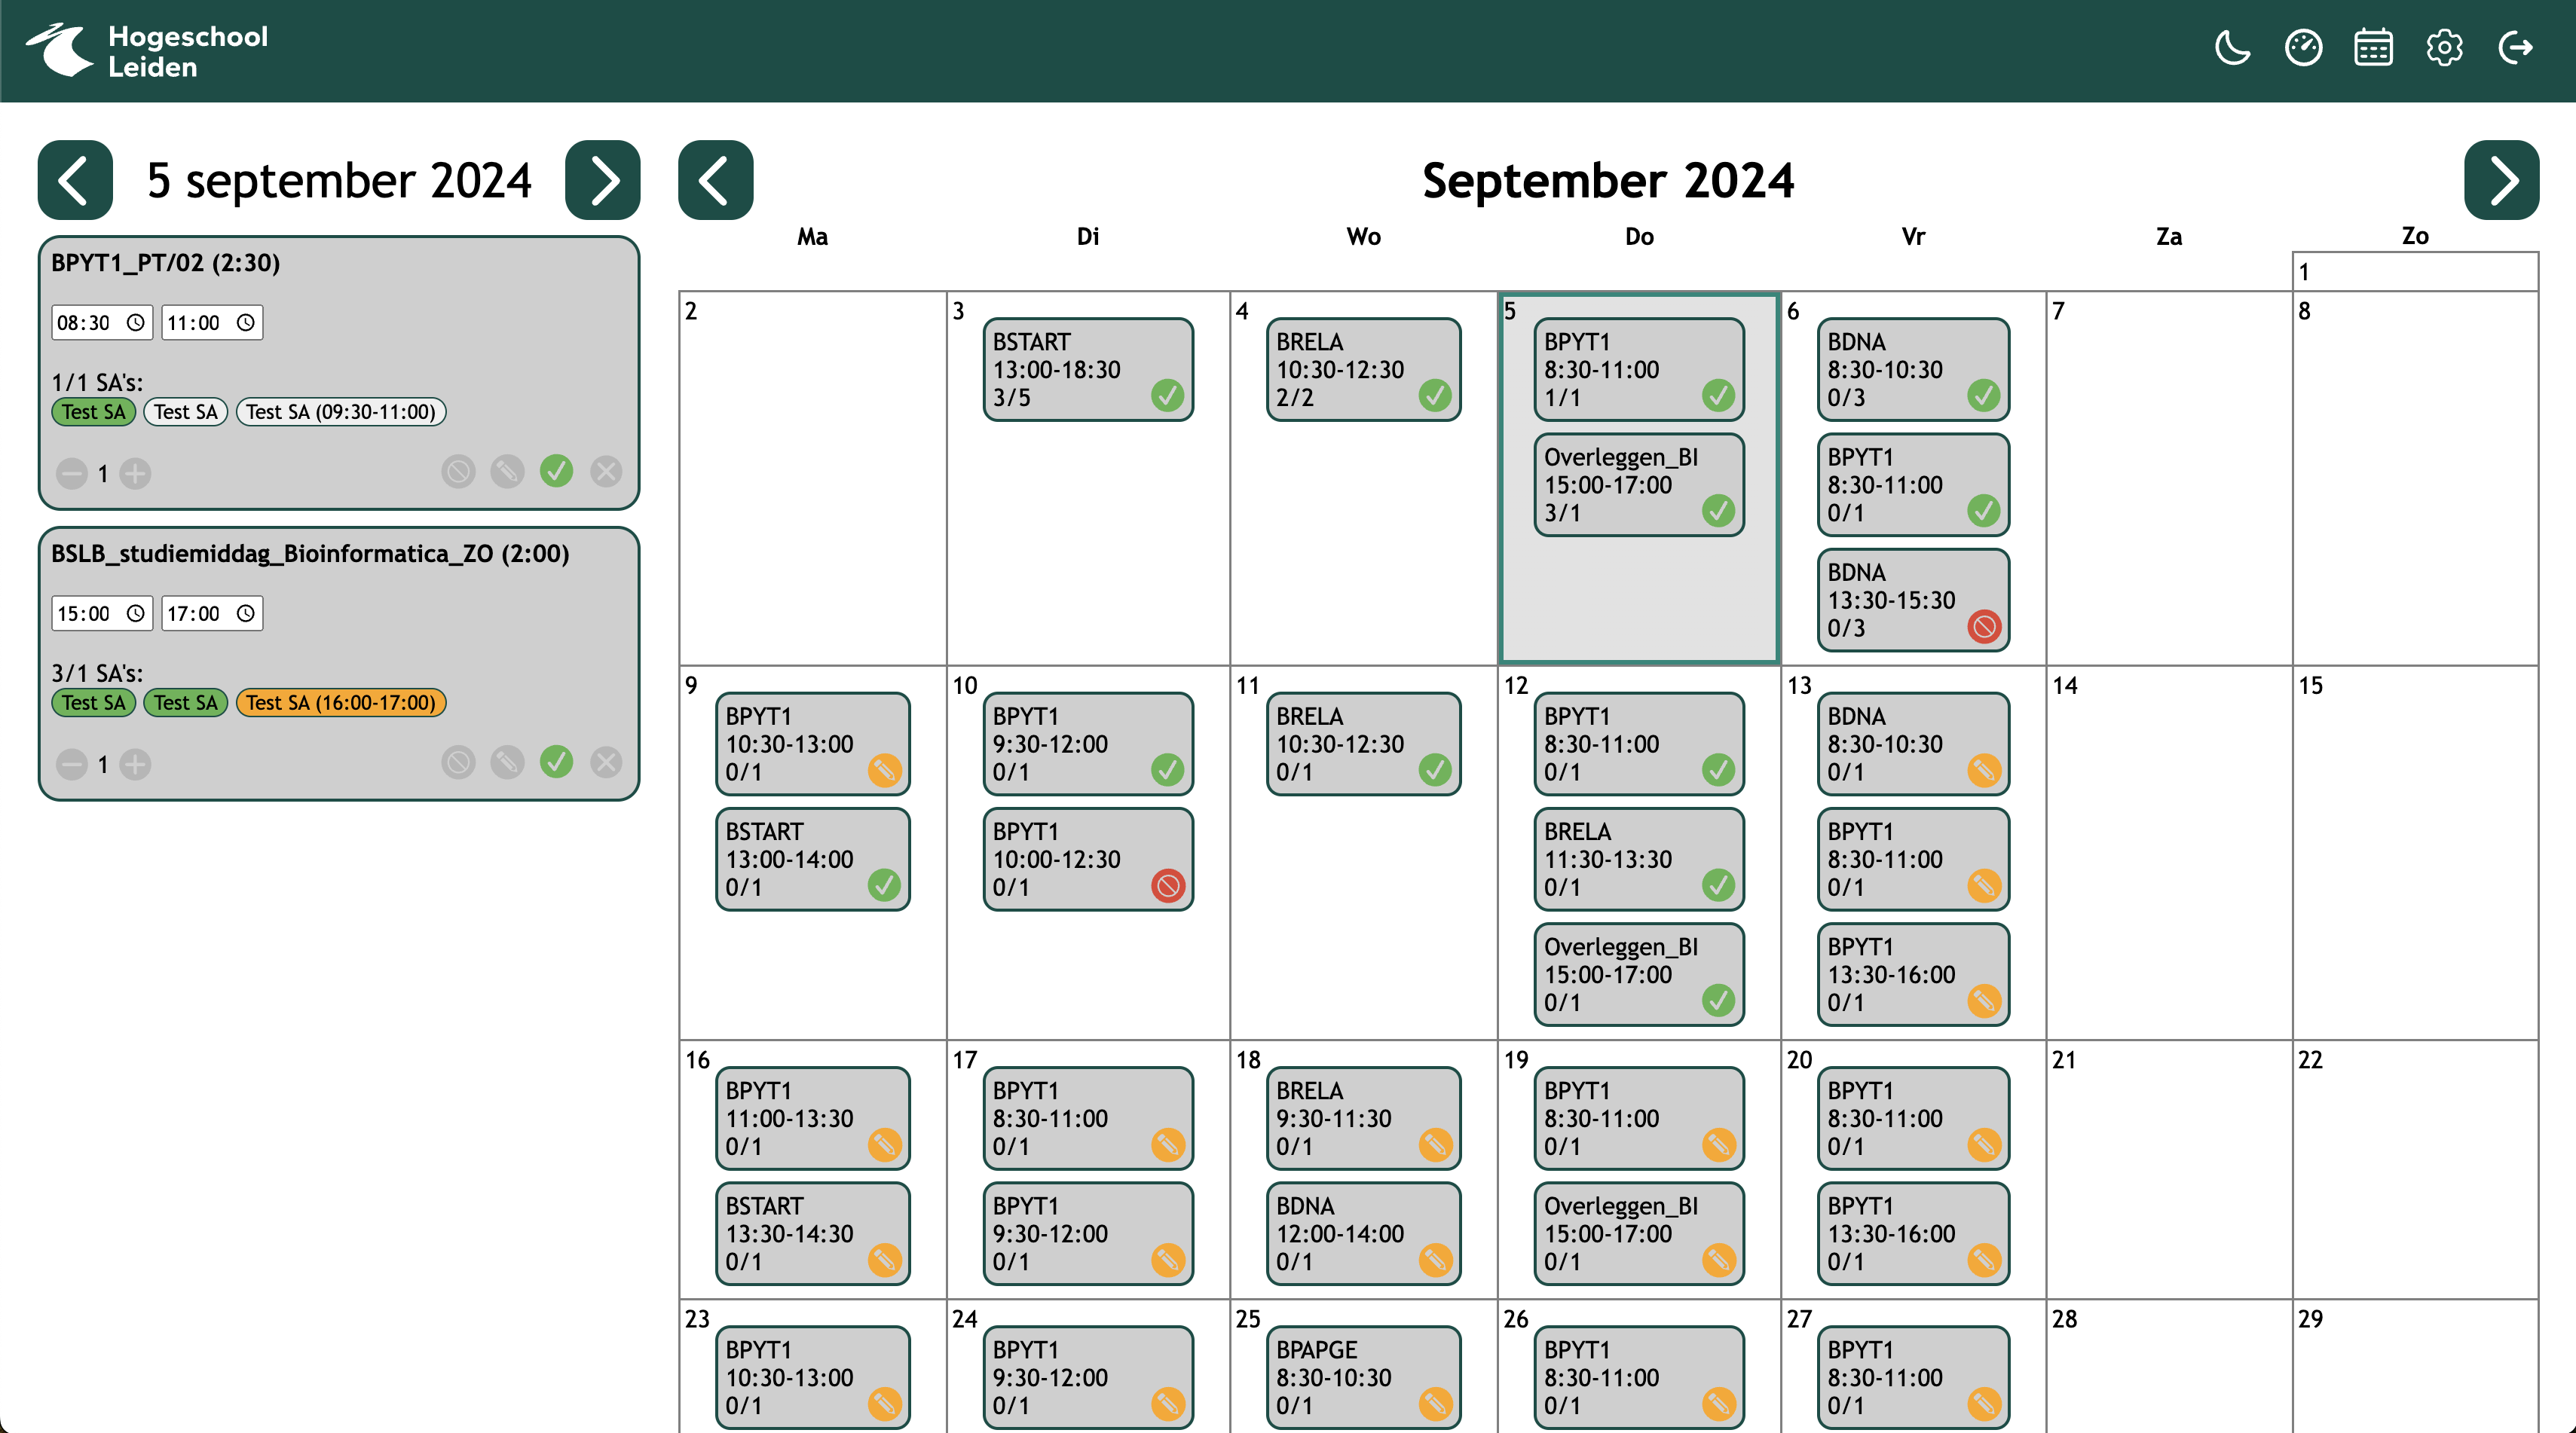 Hogeschool
Leiden
5 september 2024
BPYT1_PT/02 (2:30)
08:30 11:00
1/1 SA's:
Test SA Test SA Test SA (09:30-11:00)
1
BSLB_studiemiddag_Bioinformatica_ZO (2:00)
15:00 17:00
3/1 SA's:
Test SA Test SA Test SA (16:00-17:00)
1
September 2024
Ma Di Wo Do Vr Za Zo
1
2
3
BSTART
13:00-18:30
3/5
4
BRELA
10:30-12:30
2/2
5
BPYT1
8:30-11:00
1/1
Overleggen_BI
15:00-17:00
3/1
6
BDNA
8:30-10:30
0/3
BPYT1
8:30-11:00
0/1
BDNA
13:30-15:30
0/3
7
8
9
BPYT1
10:30-13:00
0/1
BSTART
13:00-14:00
0/1
10
BPYT1
9:30-12:00
0/1
BPYT1
10:00-12:30
0/1
11
BRELA
10:30-12:30
0/1
12
BPYT1
8:30-11:00
0/1
BRELA
11:30-13:30
0/1
Overleggen_BI
15:00-17:00
0/1
13
BDNA
8:30-10:30
0/1
BPYT1
8:30-11:00
0/1
BPYT1
13:30-16:00
0/1
14
15
16
BPYT1
11:00-13:30
0/1
BSTART
13:30-14:30
0/1
17
BPYT1
8:30-11:00
0/1
BPYT1
9:30-12:00
0/1
18
BRELA
9:30-11:30
0/1
BDNA
12:00-14:00
0/1
19
BPYT1
8:30-11:00
0/1
Overleggen_BI
15:00-17:00
0/1
20
BPYT1
8:30-11:00
0/1
BPYT1
13:30-16:00
0/1
21
22
23
BPYT1
10:30-13:00
0/1
24
BPYT1
9:30-12:00
0/1
25
BPAPGE
8:30-10:30
0/1
26
BPYT1
8:30-11:00
0/1
27
BPYT1
8:30-11:00
0/1
28
29